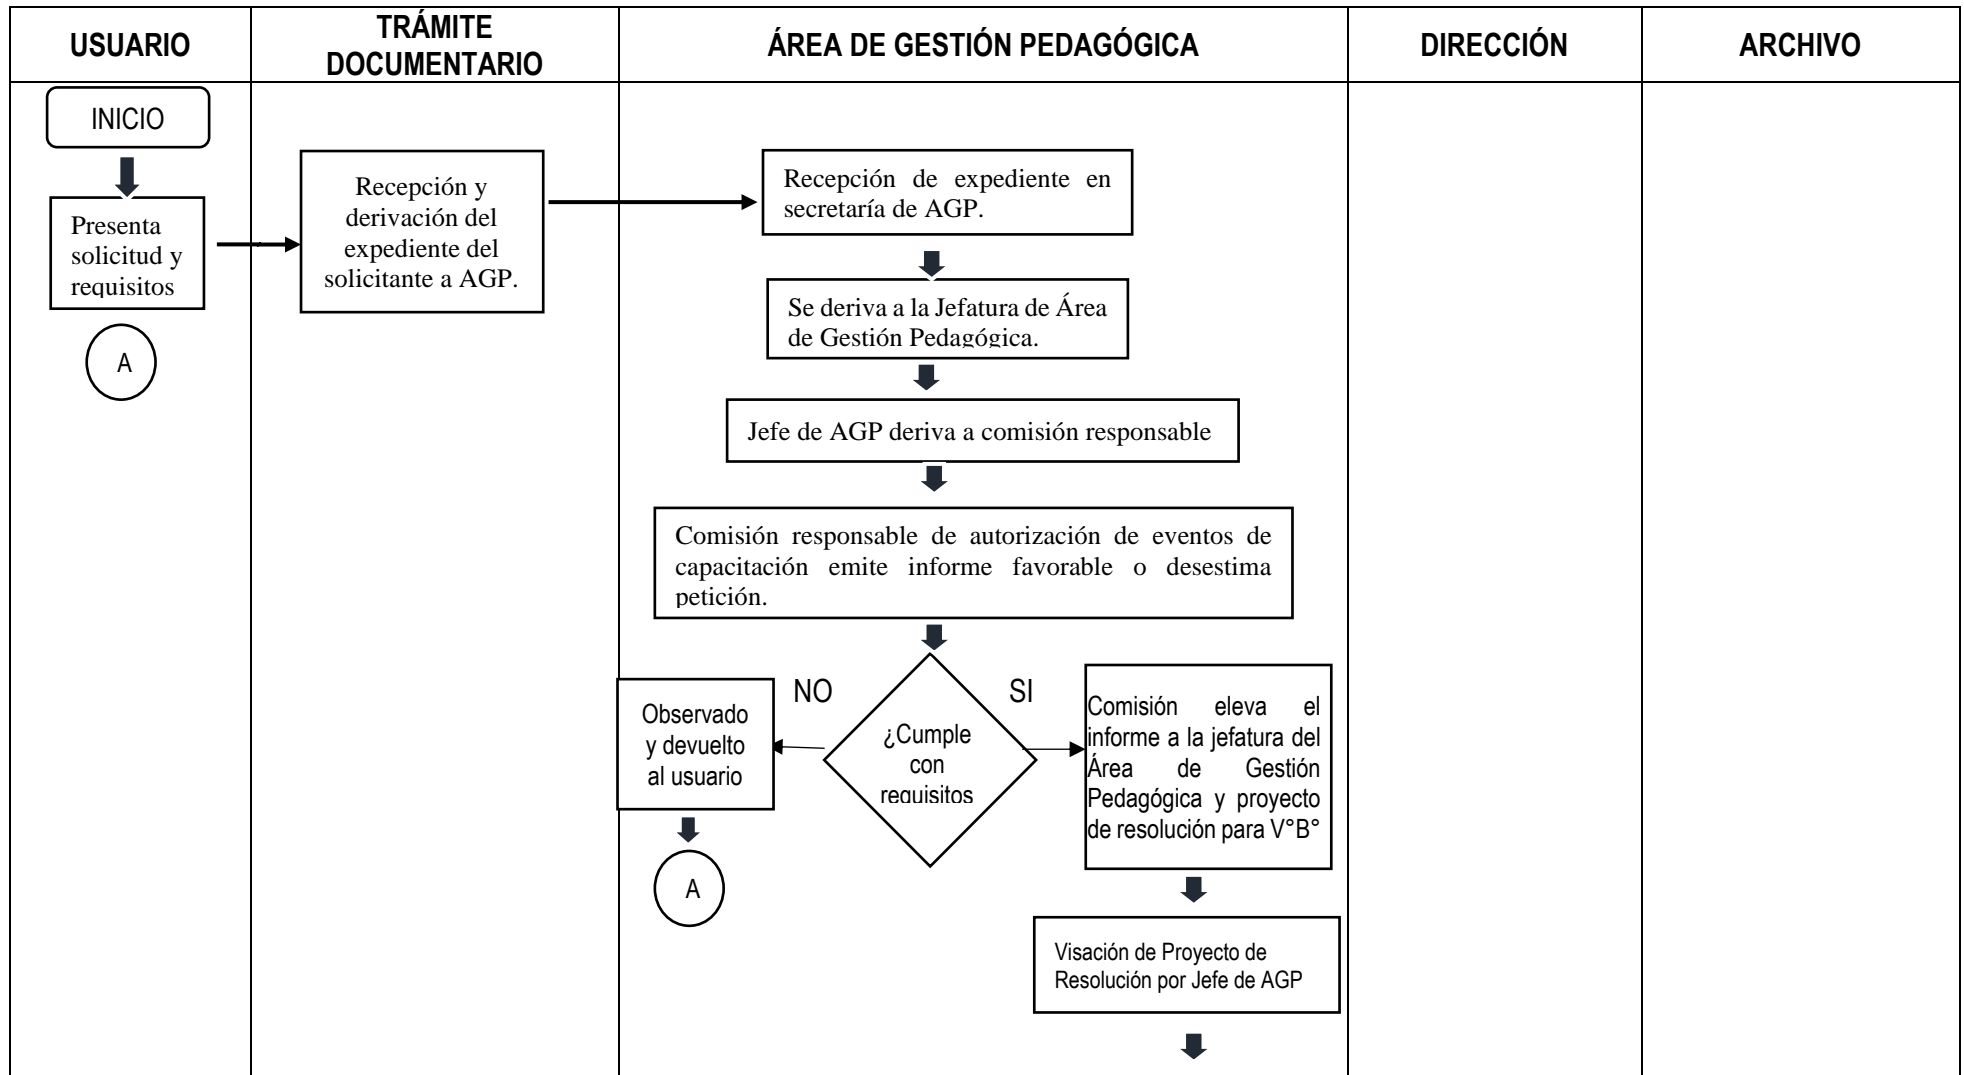 USUARIO
TRÁMITE
DOCUMENTARIO
ÁREA DE GESTIÓN PEDAGÓGICA
DIRECCIÓN
ARCHIVO
INICIO
Presenta
solicitud y
requisitos
A
Recepción y
derivación del
expediente del
solicitante a AGP.
Recepción de expediente en
secretaría de AGP.
Se deriva a la Jefatura de Área
de Gestión Pedagógica.
Jefe de AGP deriva a comisión responsable
Comisión responsable de autorización de eventos de
capacitación emite informe favorable o desestima
petición.
¿Cumple
con
requisitos
NO
Observado
y devuelto
al usuario
A
SI
Comisión eleva el
informe a la jefatura del
Área de Gestión
Pedagógica y proyecto
de resolución para V°B°
Visación de Proyecto de
Resolución por Jefe de AGP